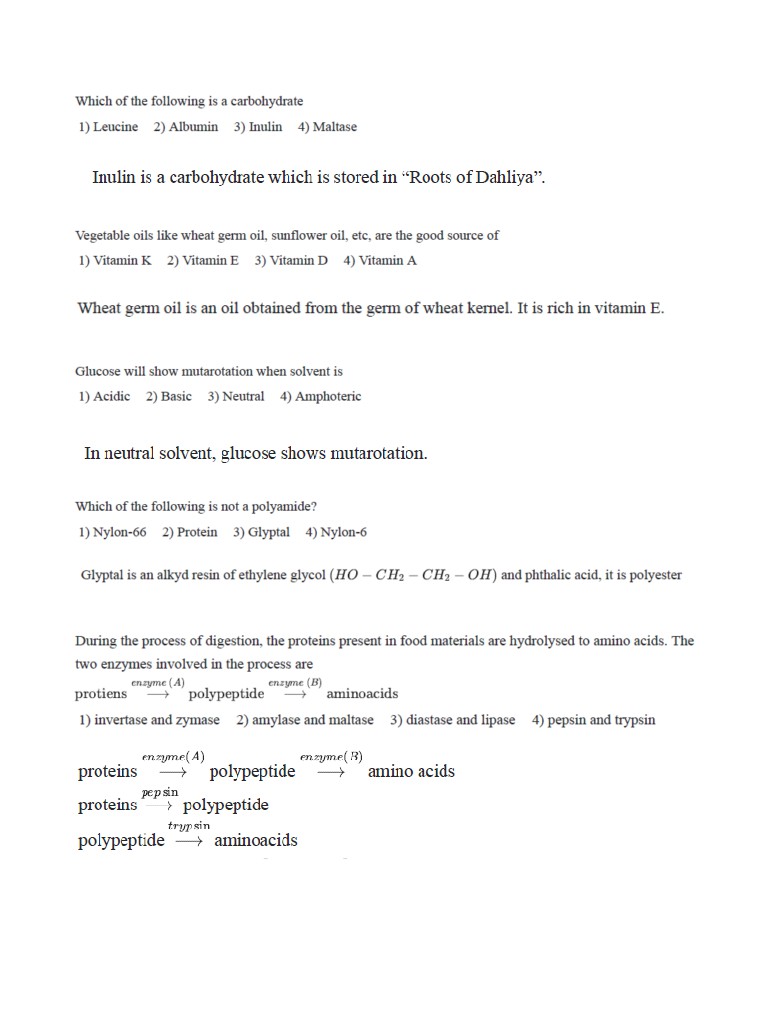 Which of the following is a carbohydrate
1) Leucine 2) Albumin 3) Inulin 4) Maltase
Inulin is a carbohydrate which is stored in “Roots of Dahliya”.
Vegetable oils like wheat germ oil, sunflower oil, etc, are the good source of
1) Vitamin K 2) Vitamin E 3) Vitamin D 4) Vitamin A
Wheat germ oil is an oil obtained from the germ of wheat kernel. It is rich in vitamin E.
Glucose will show mutarotation when solvent is
1) Acidic 2) Basic 3) Neutral 4) Amphoteric
In neutral solvent, glucose shows mutarotation.
Which of the following is not a polyamide?
1) Nylon-66 2) Protein 3) Glyptal 4) Nylon-6
Glyptal is an alkyd resin of ethylene glycol (HO − CH₂ − CH₂ − OH) and phthalic acid, it is polyester
During the process of digestion, the proteins present in food materials are hydrolysed to amino acids. The
two enzymes involved in the process are
enzyme (A) enzyme (B)
protiens ⟶ polypeptide ⟶ aminoacids
1) invertase and zymase 2) amylase and maltase 3) diastase and lipase 4) pepsin and trypsin
enzyme(A) enzyme(B)
proteins ⟶ polypeptide ⟶ amino acids
pepsin
proteins ⟶ polypeptide
trypsin
polypeptide ⟶ aminoacids